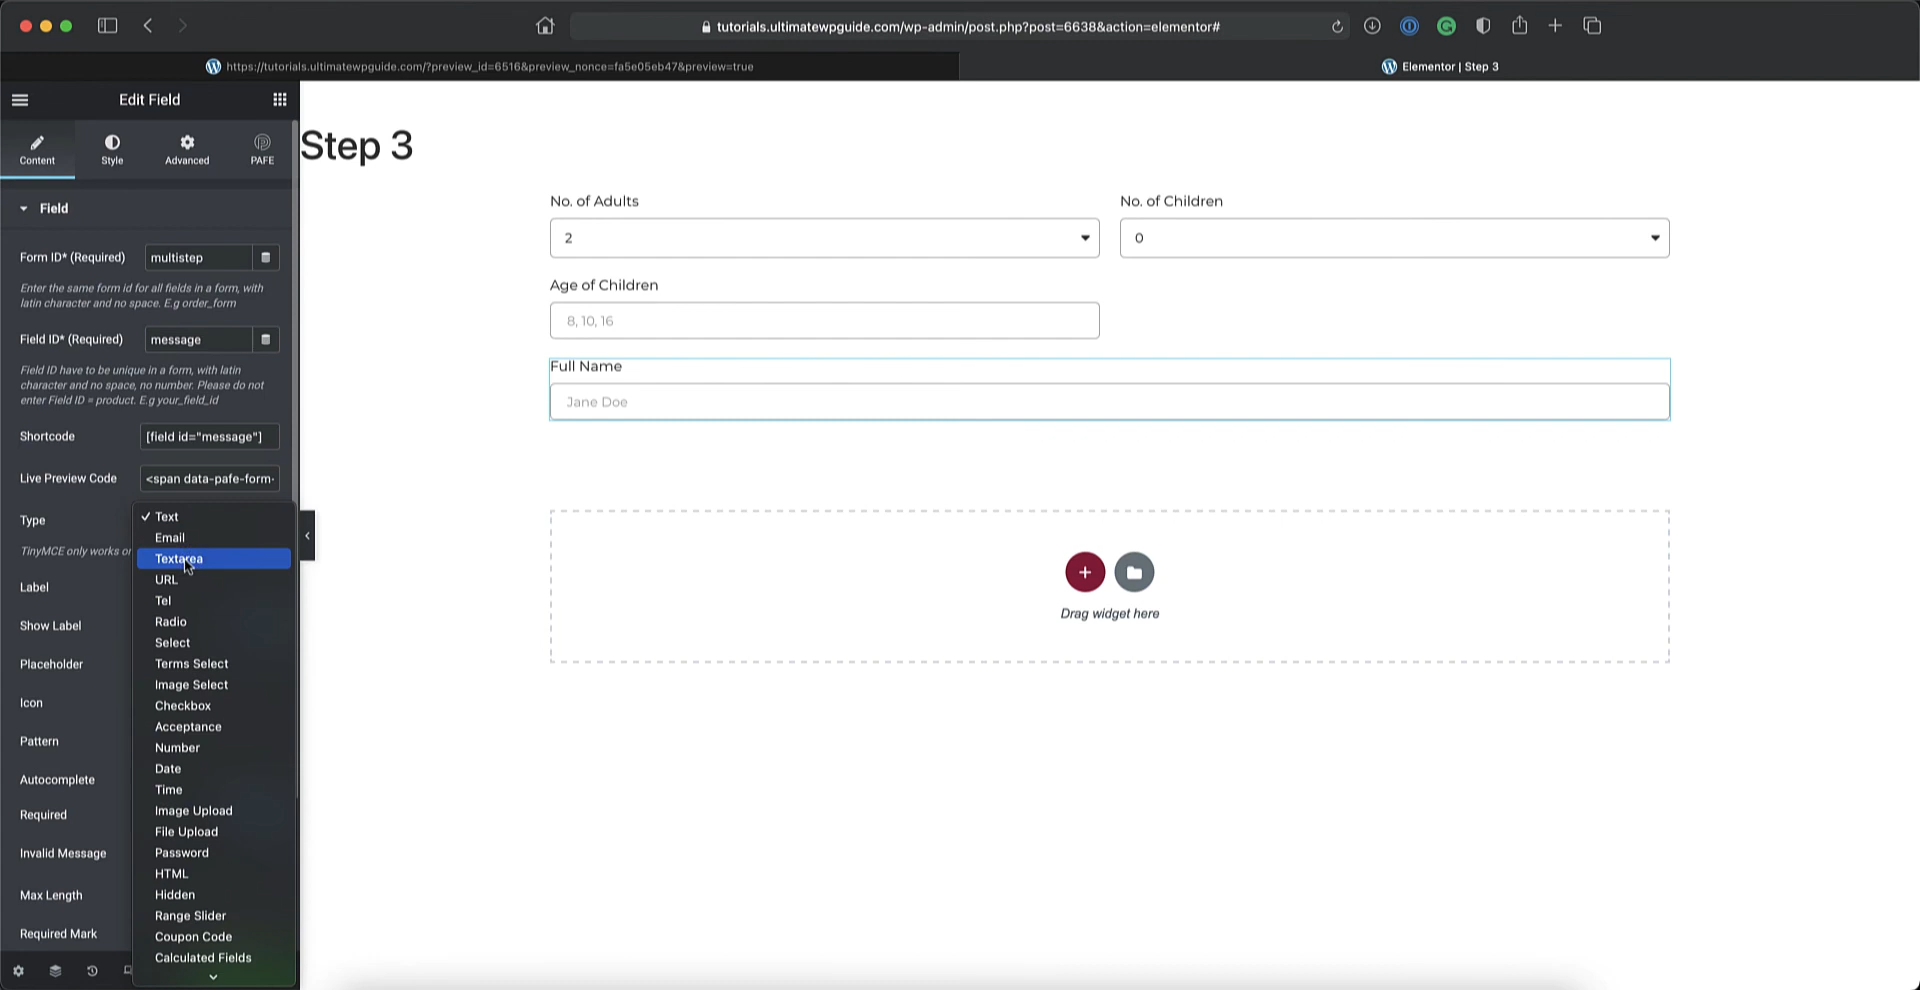 tutorials.ultimatewpguide.com/wp-admin/post.php?post=6638&action=elementor#
https://tutorials.ultimatewpguide.com/?preview_id=6516&preview_nonce=fa5e05eb47&preview=true
Elementor | Step 3
Edit Field
Content
Style
Advanced
PAFE
Field
Form ID* (Required)
multistep
Enter the same form id for all fields in a form, with
latin character and no space. E.g order_form
Field ID* (Required)
message
Field ID have to be unique in a form, with latin
character and no space, no number. Please do not
enter Field ID = product. E.g your_field_id
Shortcode
[field id="message"]
Live Preview Code
<span data-pafe-form-
Type
TinyMCE only works or
Label
Show Label
Placeholder
Icon
Pattern
Autocomplete
Required
Invalid Message
Max Length
Required Mark
✓ Text
Email
Textarea
URL
Tel
Radio
Select
Terms Select
Image Select
Checkbox
Acceptance
Number
Date
Time
Image Upload
File Upload
Password
HTML
Hidden
Range Slider
Coupon Code
Calculated Fields
Step 3
No. of Adults
2
No. of Children
0
Age of Children
8, 10, 16
Full Name
Jane Doe
Drag widget here